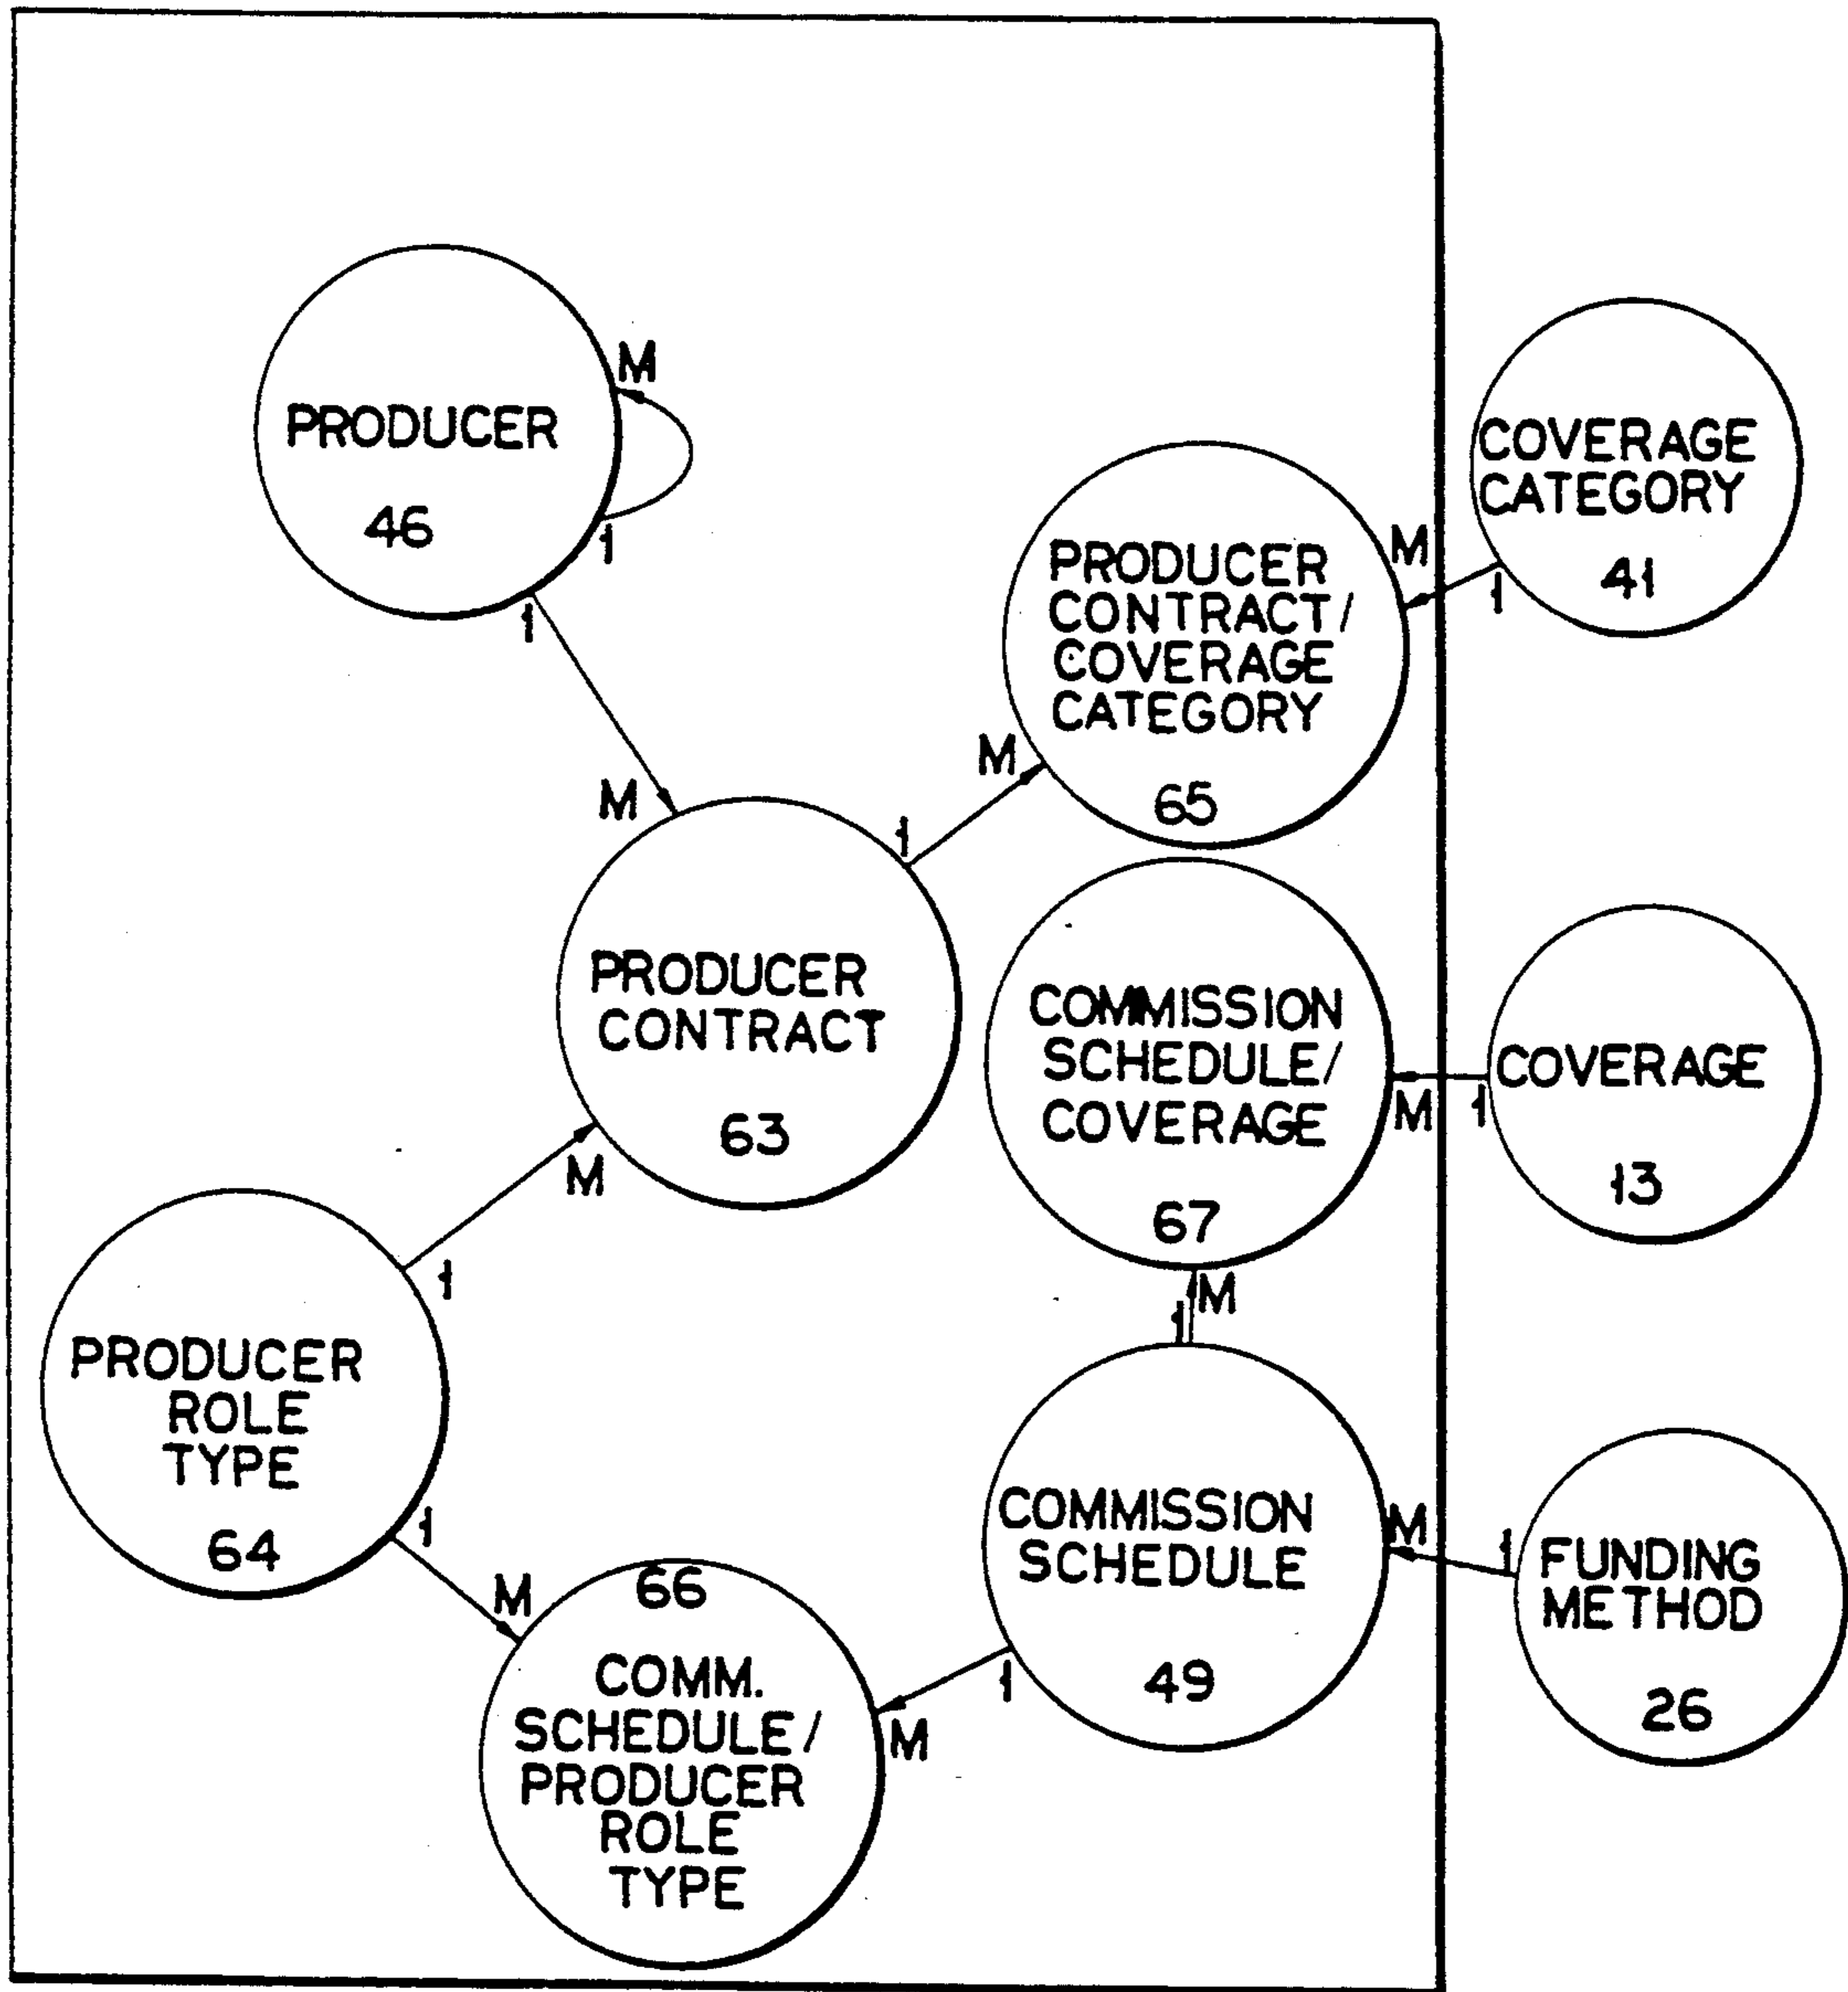 PRODUCER
46
M
1
1
M
PRODUCER
CONTRACT/
COVERAGE
CATEGORY
65
M
1
COVERAGE
CATEGORY
41
M
1
PRODUCER
CONTRACT
63
M
1
COMMISSION
SCHEDULE/
COVERAGE
67
M
1
COVERAGE
13
M
1
PRODUCER
ROLE
TYPE
64
1
M
66
COMM.
SCHEDULE/
PRODUCER
ROLE
TYPE
M
1
COMMISSION
SCHEDULE
49
M
1
FUNDING
METHOD
26